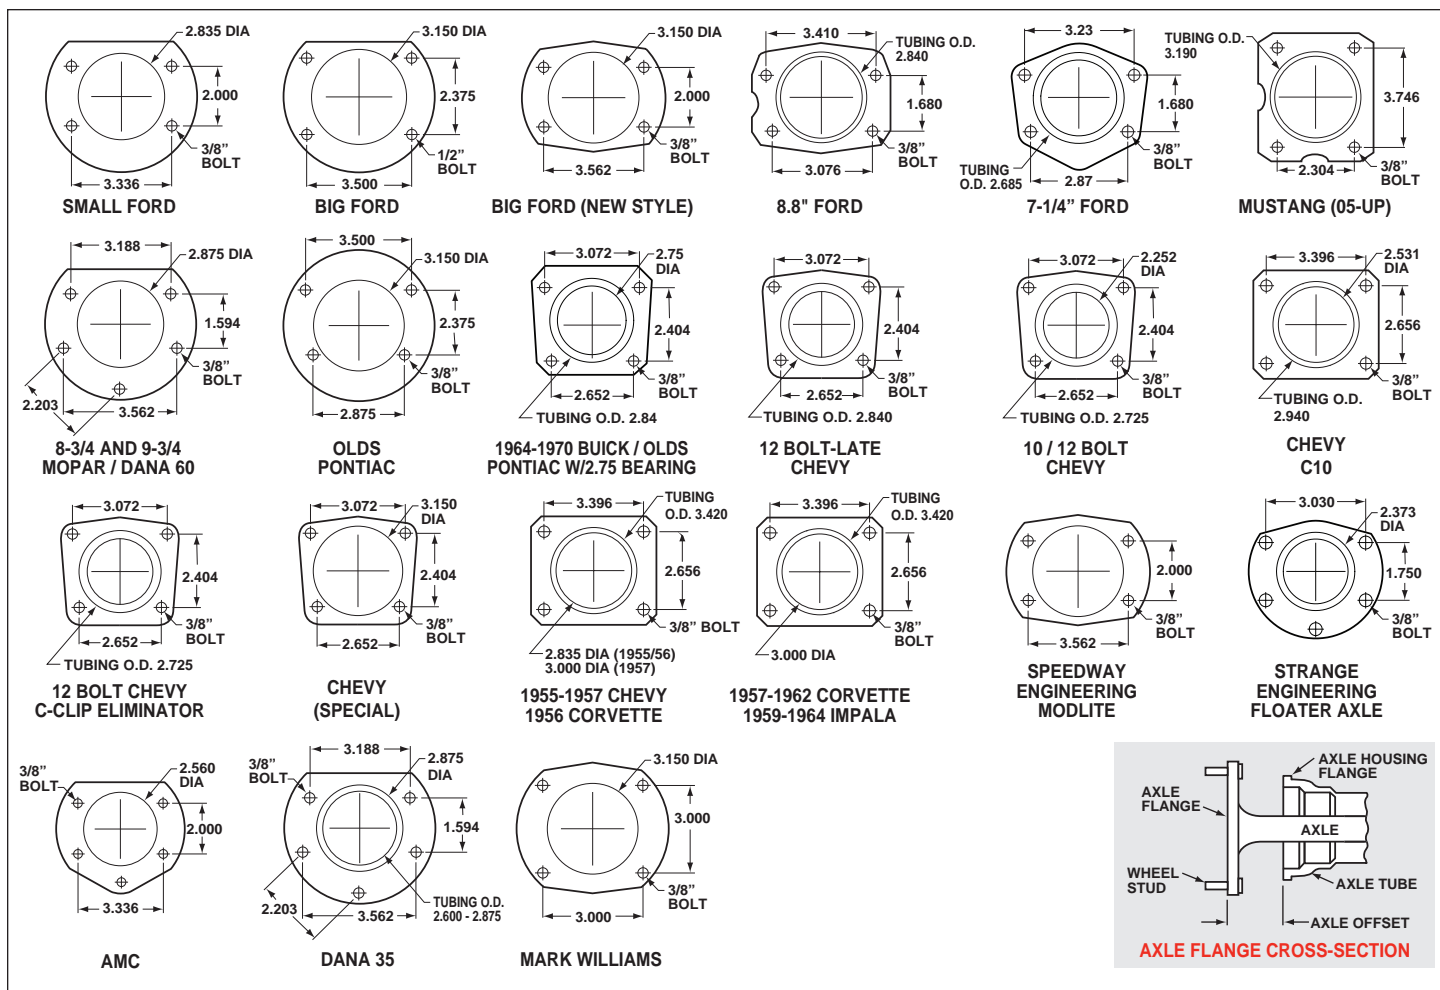 2.835 DIA
2.000
3/8”
BOLT
3.336
SMALL FORD
3.150 DIA
2.375
1/2”
BOLT
3.500
BIG FORD
3.150 DIA
2.000
3/8”
BOLT
3.562
BIG FORD (NEW STYLE)
3.410
TUBING O.D.
2.840
1.680
3/8”
BOLT
3.076
8.8" FORD
3.23
1.680
3/8”
BOLT
TUBING
O.D. 2.685
2.87
7-1/4” FORD
TUBING O.D.
3.190
3.746
3/8”
BOLT
2.304
MUSTANG (05-UP)
3.188
2.875 DIA
1.594
3/8”
BOLT
2.203
3.562
8-3/4 AND 9-3/4
MOPAR / DANA 60
3.500
3.150 DIA
2.375
3/8”
BOLT
2.875
OLDS
PONTIAC
3.072
2.75
DIA
2.404
3/8”
BOLT
2.652
TUBING O.D. 2.84
1964-1970 BUICK / OLDS
PONTIAC W/2.75 BEARING
3.072
2.404
3/8”
BOLT
2.652
TUBING O.D. 2.840
12 BOLT-LATE
CHEVY
3.072
2.252
DIA
2.404
3/8”
BOLT
2.652
TUBING O.D. 2.725
10 / 12 BOLT
CHEVY
3.396
2.531
DIA
2.656
3/8”
BOLT
TUBING O.D.
2.940
CHEVY
C10
3.072
2.404
3/8”
BOLT
2.652
TUBING O.D. 2.725
12 BOLT CHEVY
C-CLIP ELIMINATOR
3.072
3.150
DIA
2.404
3/8”
BOLT
2.652
CHEVY
(SPECIAL)
3.396
TUBING
O.D. 3.420
2.656
3/8” BOLT
2.835 DIA (1955/56)
3.000 DIA (1957)
1955-1957 CHEVY
1956 CORVETTE
3.396
TUBING
O.D. 3.420
2.656
3/8”
BOLT
3.000 DIA
1957-1962 CORVETTE
1959-1964 IMPALA
2.000
3/8”
BOLT
3.562
SPEEDWAY
ENGINEERING
MODLITE
3.030
2.373
DIA
1.750
3/8”
BOLT
STRANGE
ENGINEERING
FLOATER AXLE
3/8”
BOLT
2.560
DIA
2.000
3.336
AMC
3/8”
BOLT
3.188
2.875
DIA
1.594
2.203
3.562
TUBING O.D.
2.600 - 2.875
DANA 35
3.150 DIA
3.000
3/8”
BOLT
3.000
MARK WILLIAMS
AXLE HOUSING
FLANGE
AXLE
FLANGE
AXLE
WHEEL
STUD
AXLE TUBE
AXLE OFFSET
AXLE FLANGE CROSS-SECTION